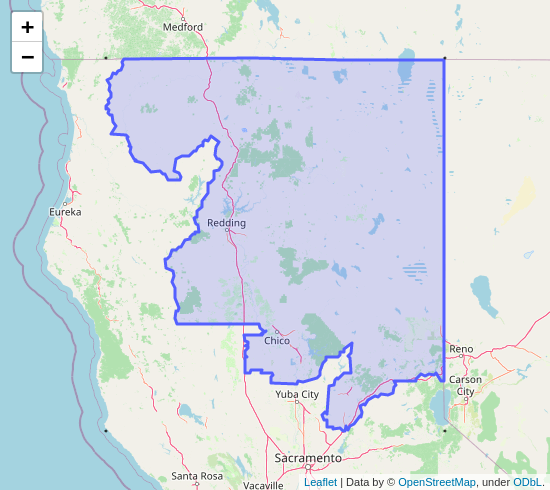 +
−
Medford
Eureka
Redding
Chico
Reno
Carson
City
Yuba City
Sacramento
Santa Rosa
Vacaville
Leaflet | Data by © OpenStreetMap, under ODbL.